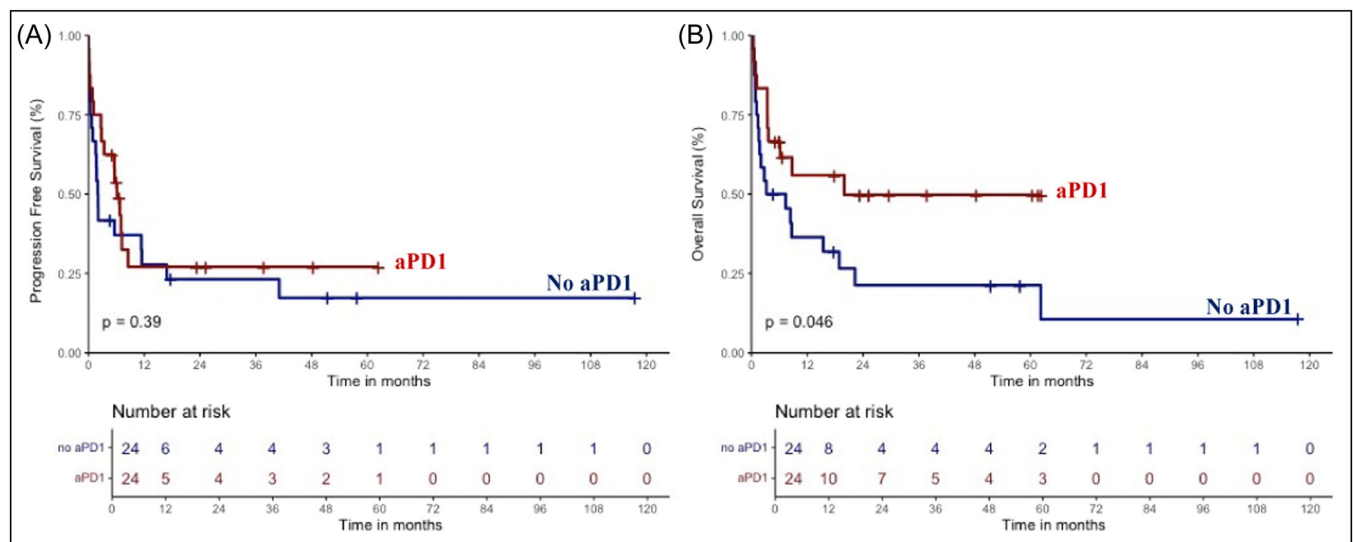 (A)
1.00
0.75
0.50
0.25
0.00
Progression Free Survival (%)
aPD1
No aPD1
p = 0.39
0 12 24 36 48 60 72 84 96 108 120
Time in months
Number at risk
no aPD1 24 6 4 4 3 1 1 1 1 1 0
aPD1 24 5 4 3 2 1 0 0 0 0 0
0 12 24 36 48 60 72 84 96 108 120
Time in months
(B)
1.00
0.75
0.50
0.25
0.00
Overall Survival (%)
aPD1
No aPD1
p = 0.046
0 12 24 36 48 60 72 84 96 108 120
Time in months
Number at risk
no aPD1 24 8 4 4 4 2 1 1 1 1 0
aPD1 24 10 7 5 4 3 0 0 0 0 0
0 12 24 36 48 60 72 84 96 108 120
Time in months